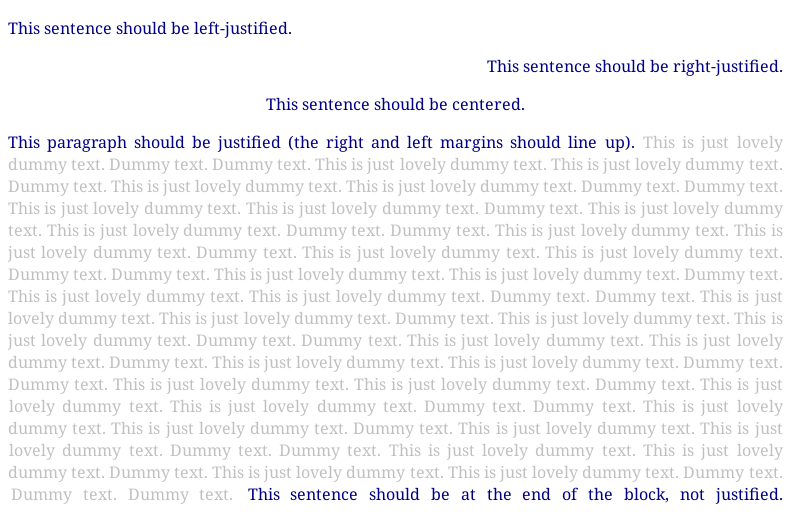 This sentence should be left-justified.
This sentence should be right-justified.
This sentence should be centered.
This paragraph should be justified (the right and left margins should line up). This is just lovely
dummy text. Dummy text. Dummy text. This is just lovely dummy text. This is just lovely dummy text.
Dummy text. This is just lovely dummy text. This is just lovely dummy text. Dummy text. Dummy text.
This is just lovely dummy text. This is just lovely dummy text. Dummy text. This is just lovely dummy
text. This is just lovely dummy text. Dummy text. Dummy text. This is just lovely dummy text. This is
just lovely dummy text. Dummy text. This is just lovely dummy text. This is just lovely dummy text.
Dummy text. Dummy text. This is just lovely dummy text. This is just lovely dummy text. Dummy text.
This is just lovely dummy text. This is just lovely dummy text. Dummy text. Dummy text. This is just
lovely dummy text. This is just lovely dummy text. Dummy text. This is just lovely dummy text. This is
just lovely dummy text. Dummy text. Dummy text. This is just lovely dummy text. This is just lovely
dummy text. Dummy text. This is just lovely dummy text. This is just lovely dummy text. Dummy text.
Dummy text. This is just lovely dummy text. This is just lovely dummy text. Dummy text. This is just
lovely dummy text. This is just lovely dummy text. Dummy text. Dummy text. This is just lovely
dummy text. This is just lovely dummy text. Dummy text. This is just lovely dummy text. This is just
lovely dummy text. Dummy text. Dummy text. This is just lovely dummy text. This is just lovely
dummy text. Dummy text. This is just lovely dummy text. This is just lovely dummy text. Dummy text.
Dummy text. Dummy text. This sentence should be at the end of the block, not justified.